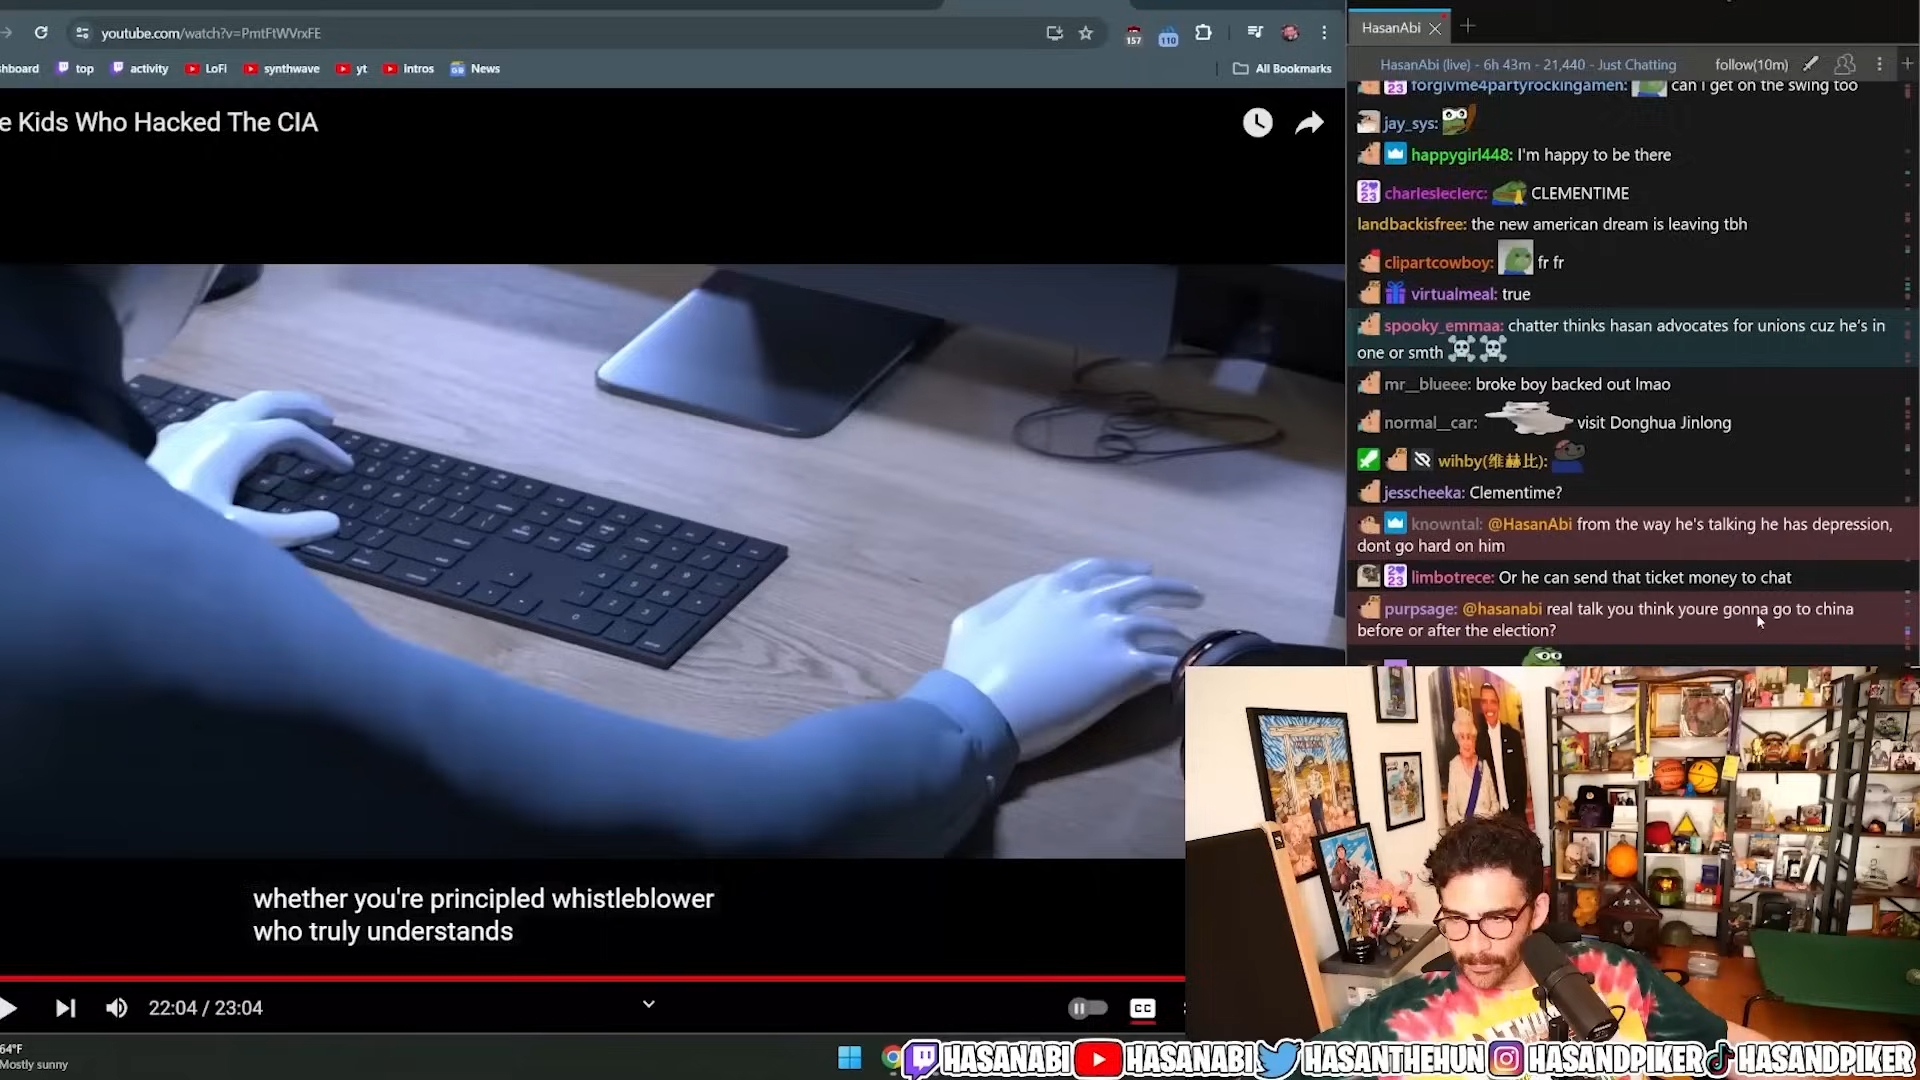 youtube.com/watch?v=PmtFtWVrxFE
157
110
hboard
top
activity
LoFi
synthwave
yt
intros
News
All Bookmarks
e Kids Who Hacked The CIA
whether you're principled whistleblower
who truly understands
22:04 / 23:04
CC
64°F
Mostly sunny
HasanAbi
HasanAbi (live) - 6h 43m - 21,440 - Just Chatting
follow(10m)
forgivme4partyrockingamen: can i get on the swing too
jay_sys:
happygirl448: I'm happy to be there
charlesleclerc: CLEMENTIME
landbackisfree: the new american dream is leaving tbh
clipartcowboy: fr fr
virtualmeal: true
spooky_emmaa: chatter thinks hasan advocates for unions cuz he's in
one or smth
mr__blueee: broke boy backed out lmao
normal__car: visit Donghua Jinlong
wihby(维赫比):
jesscheeka: Clementime?
knowntal: @HasanAbi from the way he's talking he has depression,
dont go hard on him
limbotrece: Or he can send that ticket money to chat
purpsage: @hasanabi real talk you think youre gonna go to china
before or after the election?
HASANABI
HASANABI
HASANTHEHUN
HASANDPIKER
HASANDPIKER